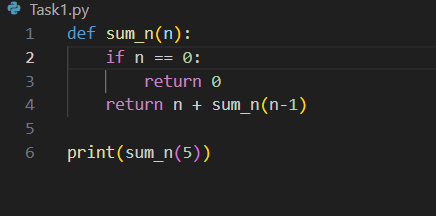 Task1.py
1 def sum_n(n):
2     if n == 0:
3         return 0
4     return n + sum_n(n-1)
5
6 print(sum_n(5))